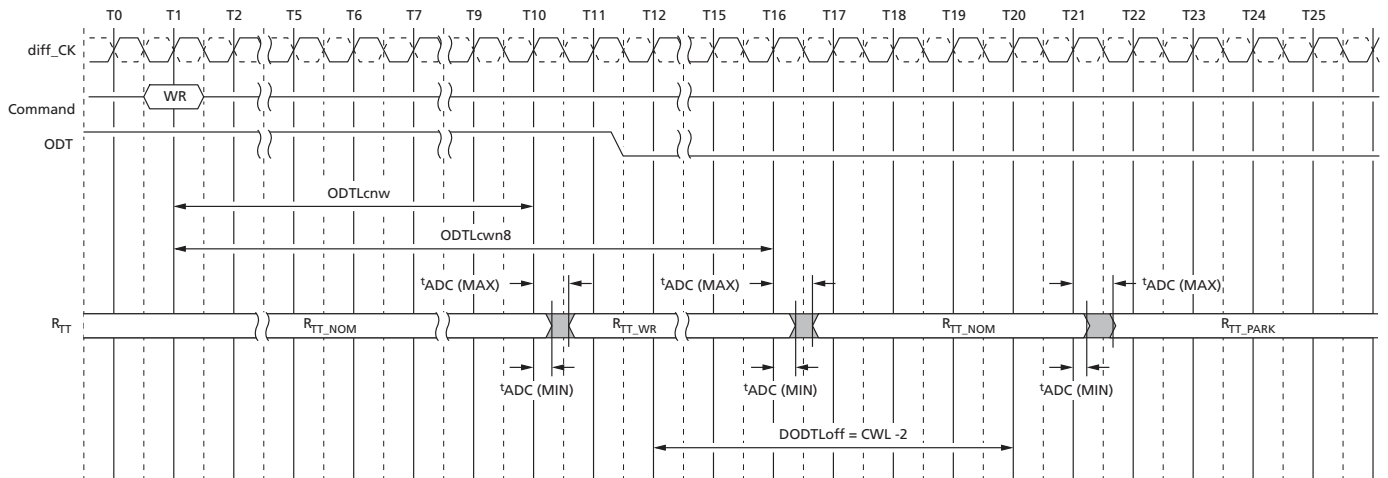 T0 T1 T2 T5 T6 T7 T9 T10 T11 T12 T15 T16 T17 T18 T19 T20 T21 T22 T23 T24 T25
diff_CK
Command WR
ODT
ODTLcnw
ODTLcwn8
tADC (MAX) tADC (MAX) tADC (MAX)
RTT RTT_NOM RTT_WR RTT_NOM RTT_PARK
tADC (MIN) tADC (MIN) tADC (MIN)
DODTLoff = CWL -2